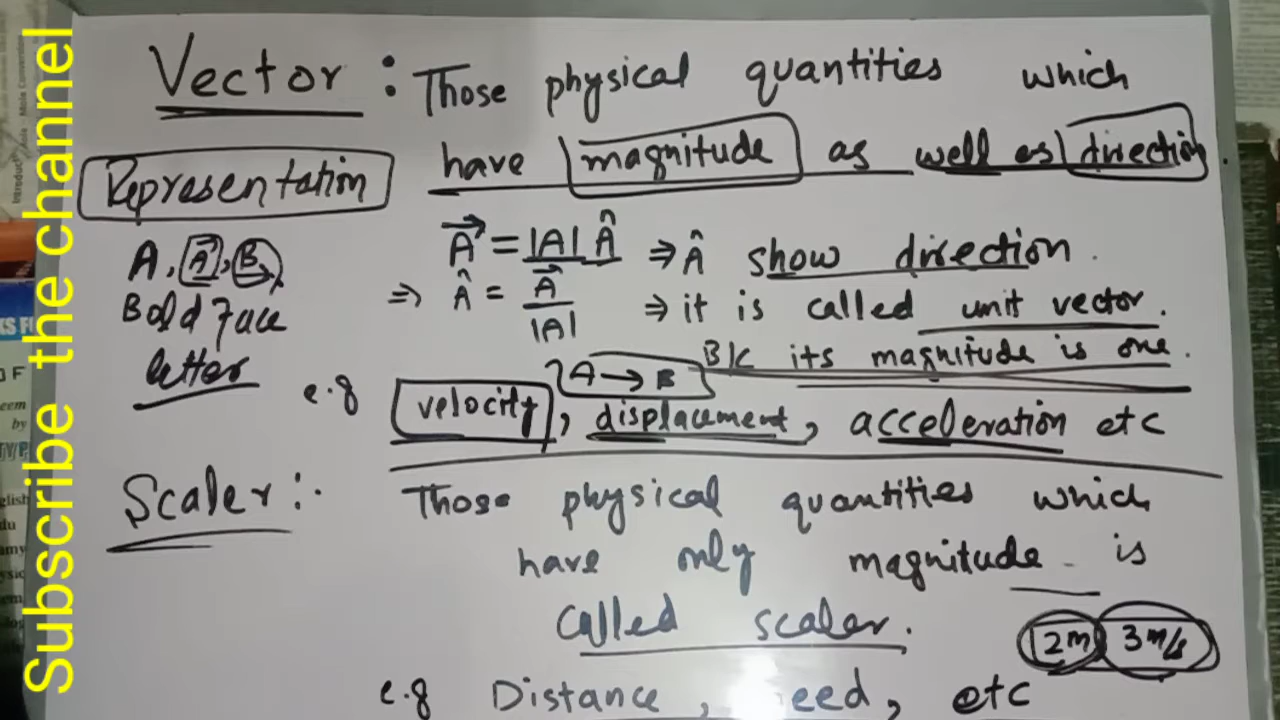 Subscribe the channel
Vector : Those physical quantities which
have magnitude as well as direction.
Representation
A, A⃗, B⃗
Bold face
letter
A⃗ = |A| Â ⇒ Â show direction.
⇒ Â = A⃗ / |A| ⇒ it is called unit vector.
B/C its magnitude is one.
A → B
e.g velocity, displacement, acceleration etc
Scaler :- Those physical quantities which
have only magnitude is
called scaler.
2m 3m/s
e.g Distance, eed, etc